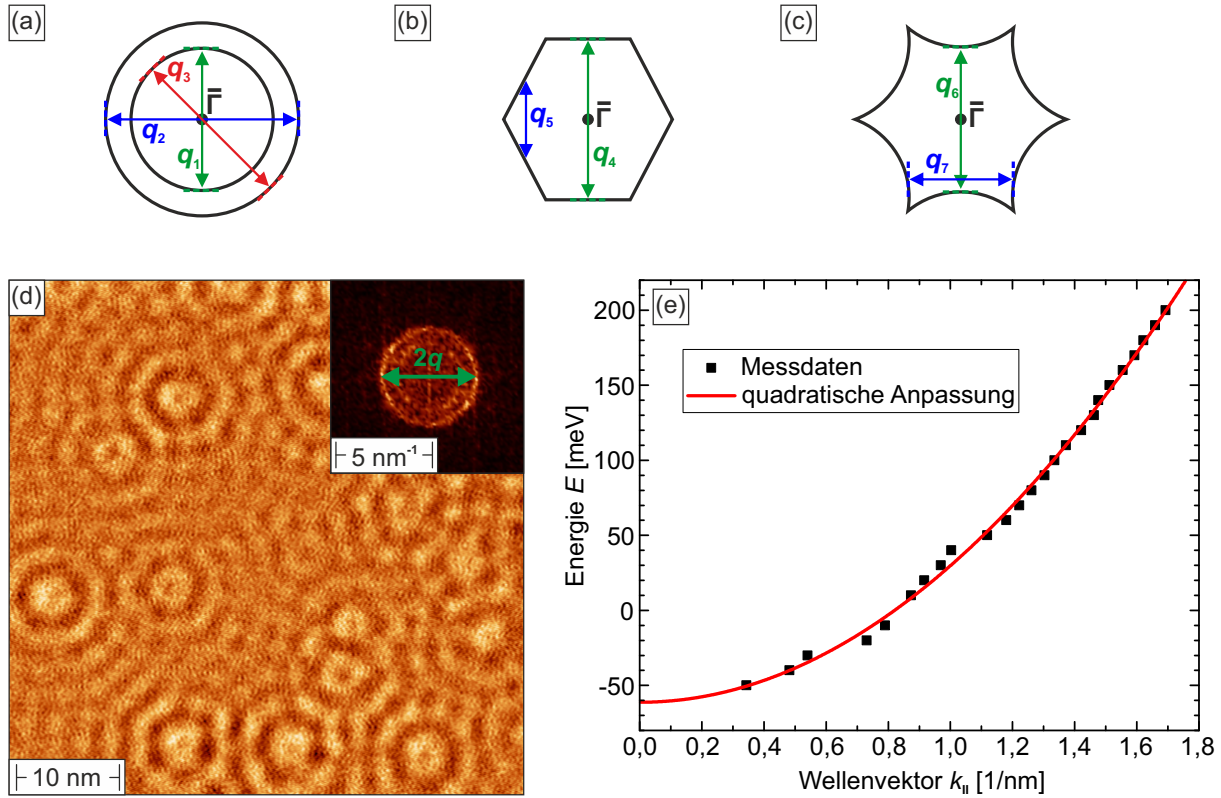 (a)
q₃
Γ̿
q₂
q₁
(b)
q₅
Γ̿
q₄
(c)
q₆
Γ̿
q₇
(d)
2q
5 nm⁻¹
10 nm
(e)
Messdaten
quadratische Anpassung
Energie E [meV]
200
150
100
50
0
-50
0,0 0,2 0,4 0,6 0,8 1,0 1,2 1,4 1,6 1,8
Wellenvektor k_|| [1/nm]